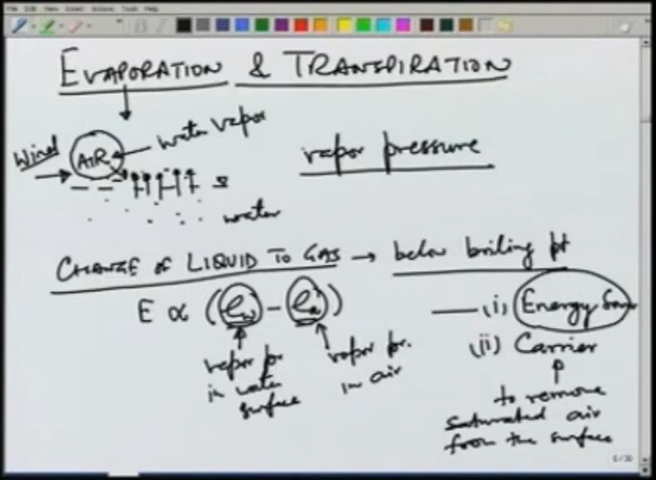 EVAPORATION & TRANSPIRATION
Wind
AIR
water vapor
vapor pressure
water
CHANGE OF LIQUID TO GAS → below boiling pt
E ∝ (ew - ea)
(i) Energy
(ii) Carrier
vapor pr
in water
surface
vapor pr.
in air
to remove
saturated air
from the surface